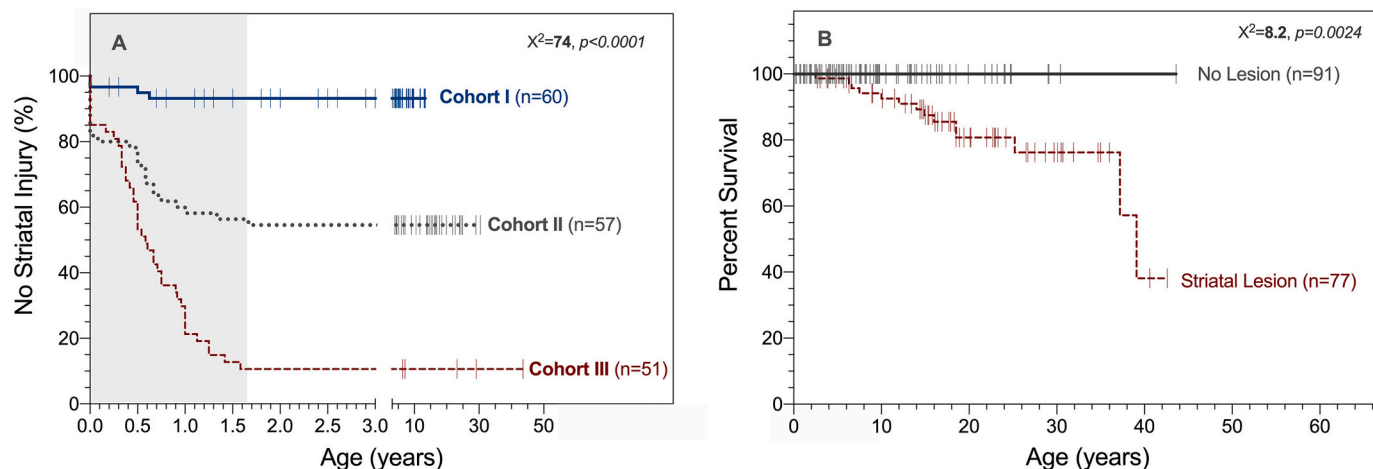 A
X²=74, p<0.0001
No Striatal Injury (%)
100
80
60
40
20
0
Cohort I (n=60)
Cohort II (n=57)
Cohort III (n=51)
0.0 0.5 1.0 1.5 2.0 2.5 3.0 10 20 30 40 50
Age (years)
B
X²=8.2, p=0.0024
Percent Survival
100
80
60
40
20
0
No Lesion (n=91)
Striatal Lesion (n=77)
0 10 20 30 40 50 60
Age (years)